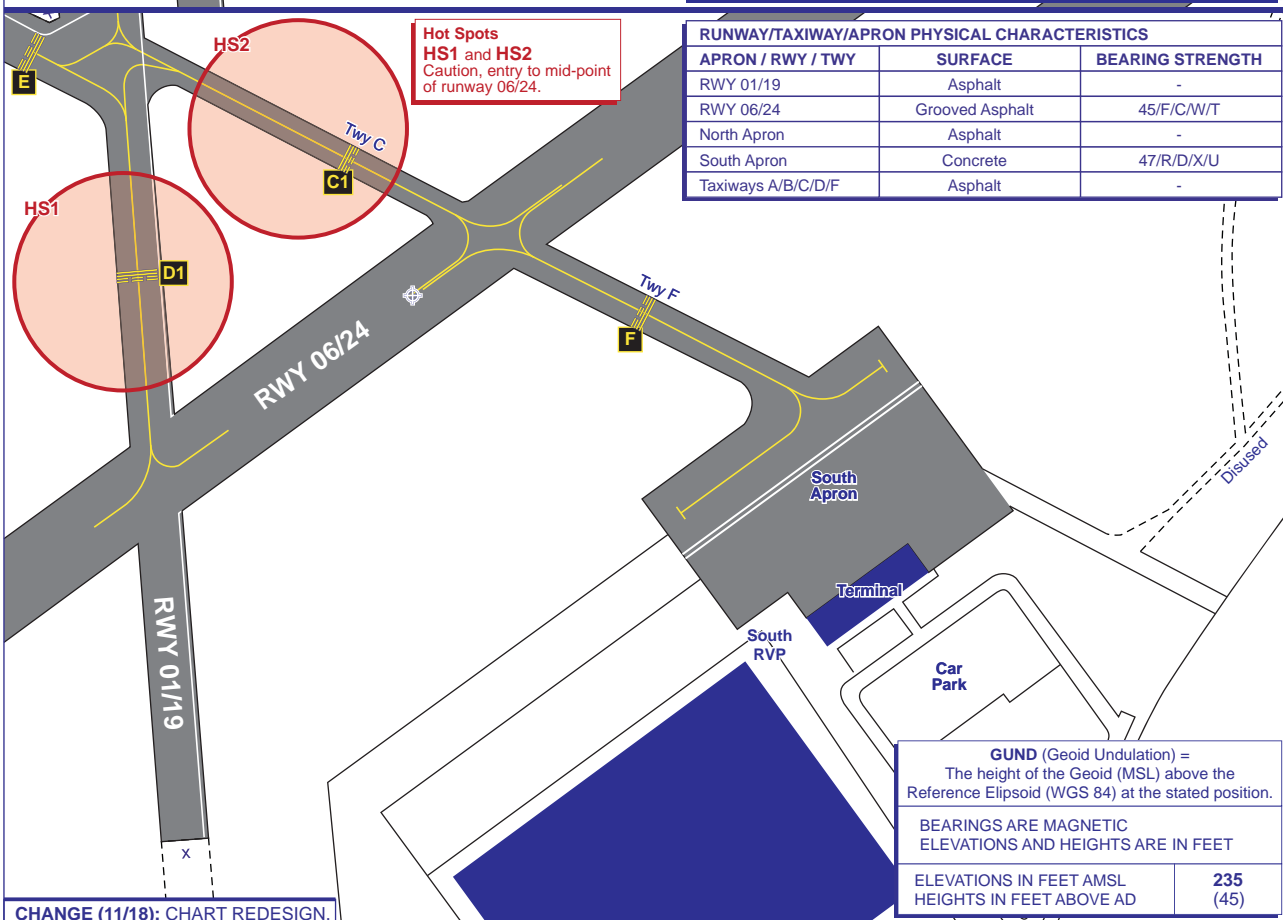 E
HS2
Hot Spots
HS1 and HS2
Caution, entry to mid-point
of runway 06/24.
RUNWAY/TAXIWAY/APRON PHYSICAL CHARACTERISTICS
APRON / RWY / TWY SURFACE BEARING STRENGTH
RWY 01/19 Asphalt -
RWY 06/24 Grooved Asphalt 45/F/C/W/T
North Apron Asphalt -
South Apron Concrete 47/R/D/X/U
Taxiways A/B/C/D/F Asphalt -
Twy C
C1
HS1
D1
Twy F
F
RWY 06/24
South
Apron
Disused
Terminal
South
RVP
Car
Park
RWY 01/19
X
GUND (Geoid Undulation) =
The height of the Geoid (MSL) above the
Reference Elipsoid (WGS 84) at the stated position.
BEARINGS ARE MAGNETIC
ELEVATIONS AND HEIGHTS ARE IN FEET
ELEVATIONS IN FEET AMSL 235
HEIGHTS IN FEET ABOVE AD (45)
CHANGE (11/18): CHART REDESIGN.